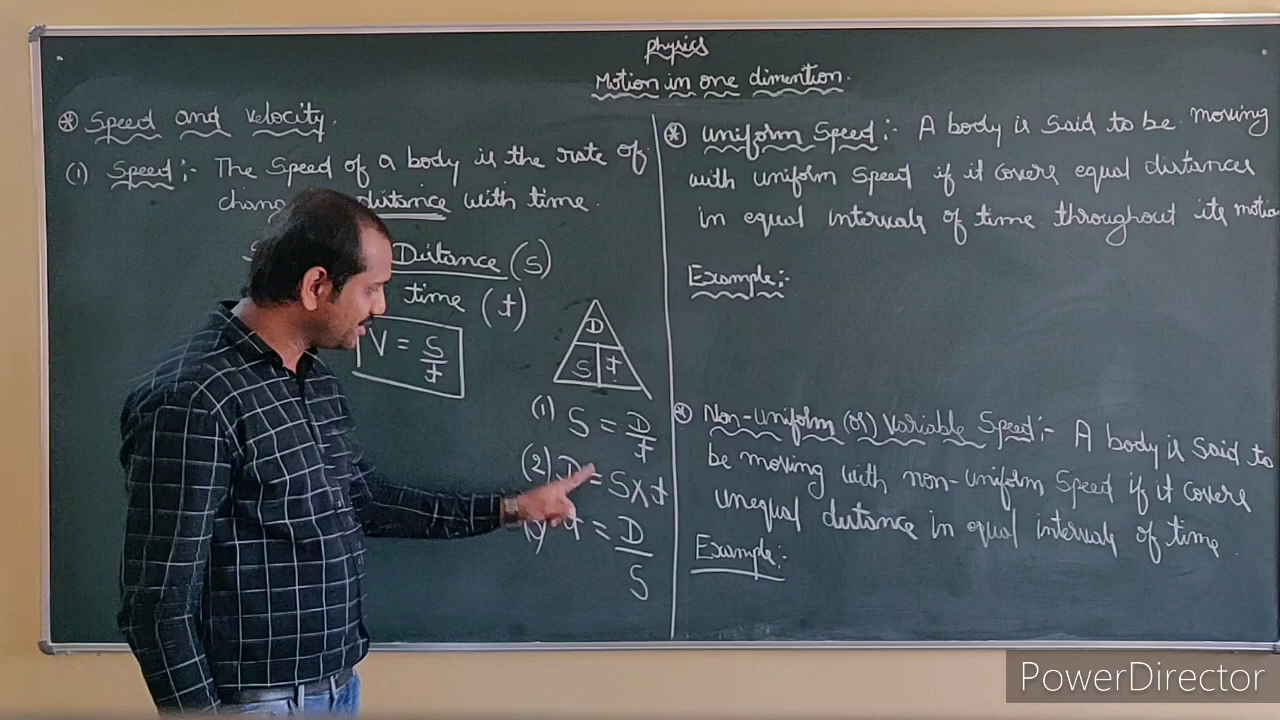 Physics
Motion in one dimention.
* Speed and velocity.
(1) Speed :- The Speed of a body is the rate of
distance with time.
Distance (S)
time (t)
V = S/t
D
S t
(1) S = D/t
(2) D = S X t
t = D/S
* Uniform Speed :- A body is said to be moving
with uniform speed if it covers equal distances
in equal intervals of time throughout its
Example :-
* Non-Uniform (or) Variable Speed :- A body is said to
be moving with non-uniform Speed if it covers
unequal distance in equal intervals of time.
Example :-
PowerDirector